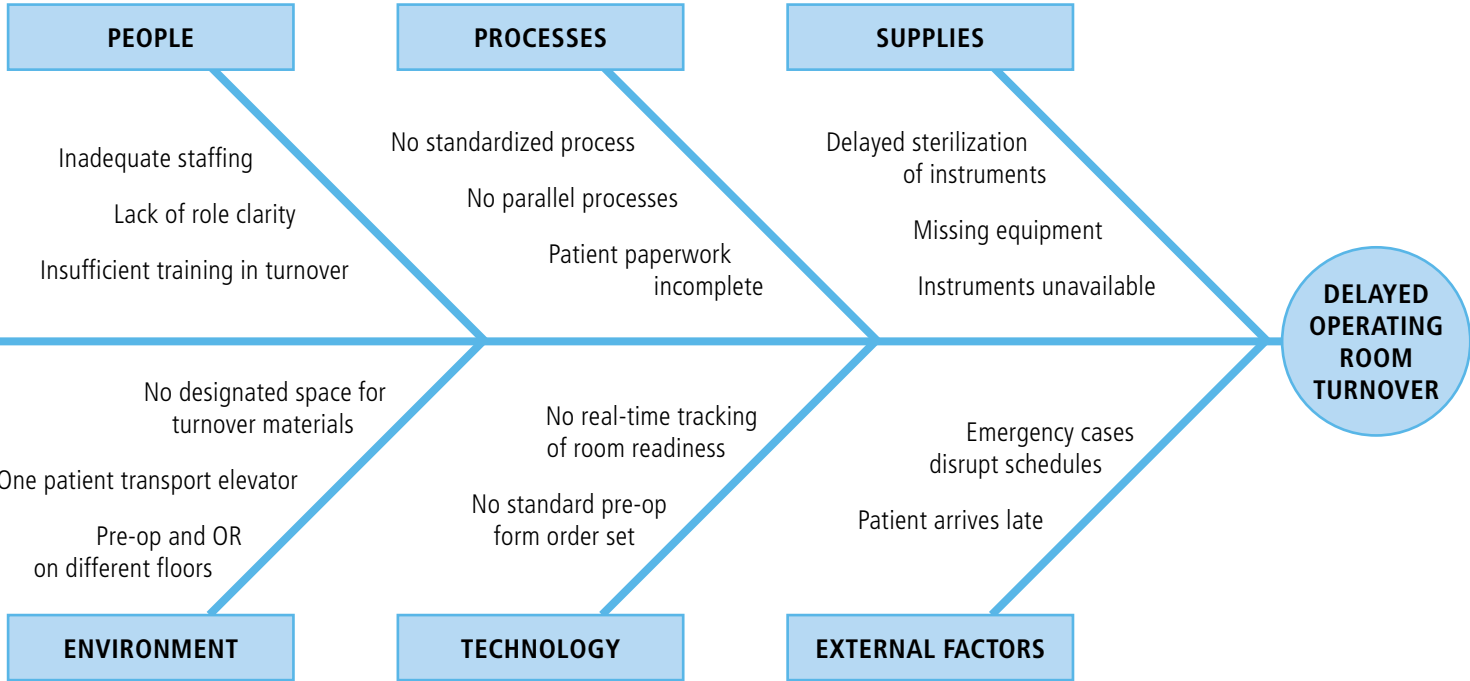 PEOPLE
PROCESSES
SUPPLIES
Inadequate staffing
Lack of role clarity
Insufficient training in turnover
No standardized process
No parallel processes
Patient paperwork
incomplete
Delayed sterilization
of instruments
Missing equipment
Instruments unavailable
DELAYED
OPERATING
ROOM
TURNOVER
No designated space for
turnover materials
One patient transport elevator
Pre-op and OR
on different floors
No real-time tracking
of room readiness
No standard pre-op
form order set
Emergency cases
disrupt schedules
Patient arrives late
ENVIRONMENT
TECHNOLOGY
EXTERNAL FACTORS